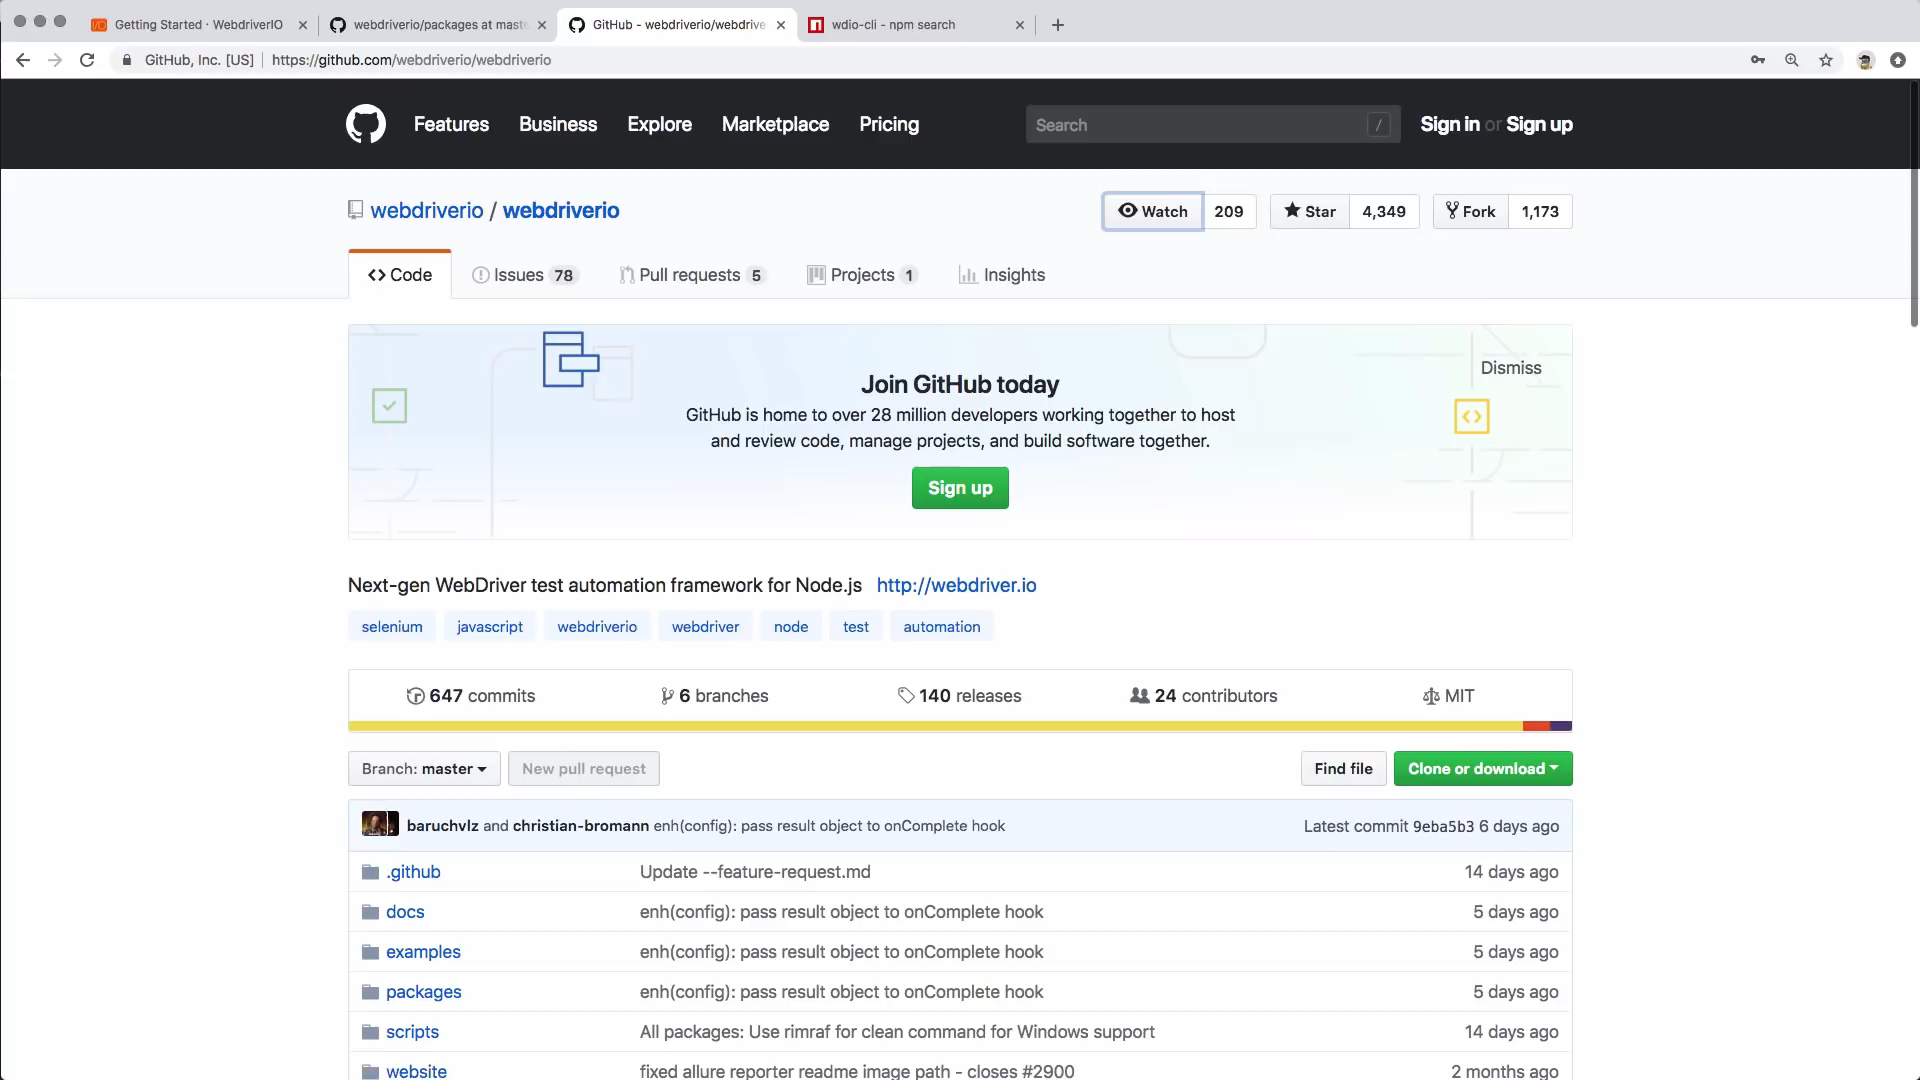 Getting Started · WebdriverIO
webdriverio/packages at maste
GitHub - webdriverio/webdrive
wdio-cli - npm search
GitHub, Inc. [US]
https://github.com/webdriverio/webdriverio
Features Business Explore Marketplace Pricing
Search /
Sign in or Sign up
webdriverio / webdriverio
Watch 209
Star 4,349
Fork 1,173
Code
Issues 78
Pull requests 5
Projects 1
Insights
Dismiss
Join GitHub today
GitHub is home to over 28 million developers working together to host
and review code, manage projects, and build software together.
Sign up
Next-gen WebDriver test automation framework for Node.js http://webdriver.io
selenium javascript webdriverio webdriver node test automation
647 commits
6 branches
140 releases
24 contributors
MIT
Branch: master
New pull request
Find file
Clone or download
baruchvlz and christian-bromann enh(config): pass result object to onComplete hook
Latest commit 9eba5b3 6 days ago
.github Update --feature-request.md 14 days ago
docs enh(config): pass result object to onComplete hook 5 days ago
examples enh(config): pass result object to onComplete hook 5 days ago
packages enh(config): pass result object to onComplete hook 5 days ago
scripts All packages: Use rimraf for clean command for Windows support 14 days ago
website fixed allure reporter readme image path - closes #2900 2 months ago